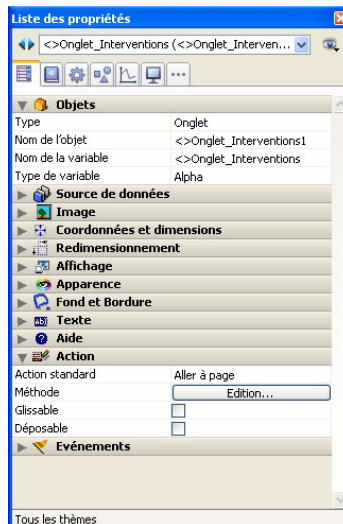 Liste des propriétés
<>Onglet_Interventions (<>Onglet_Interven...
Objets
Type Onglet
Nom de l'objet <>Onglet_Interventions1
Nom de la variable <>Onglet_Interventions
Type de variable Alpha
Source de données
Image
Coordonnées et dimensions
Redimensionnement
Affichage
Apparence
Fond et Bordure
Texte
Aide
Action
Action standard Aller à page
Méthode Edition...
Glissable
Déposable
Evénements
Tous les thèmes